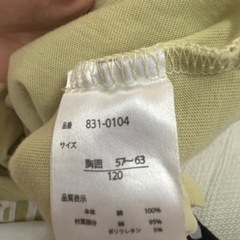 品番 831-0104
サイズ
胸囲 57~63
120
品質表示
本体 綿 100%
付属部分 綿 95%
ポリウレタン 5%